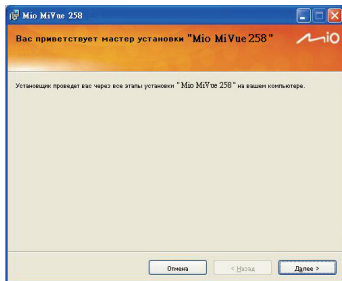 Mio MiVue 258
Вас приветствует мастер установки "Mio MiVue 258"
Mio
Установщик проведет вас через все этапы установки "Mio MiVue 258" на вашем компьютере.
Отмена
< Назад
Далее >